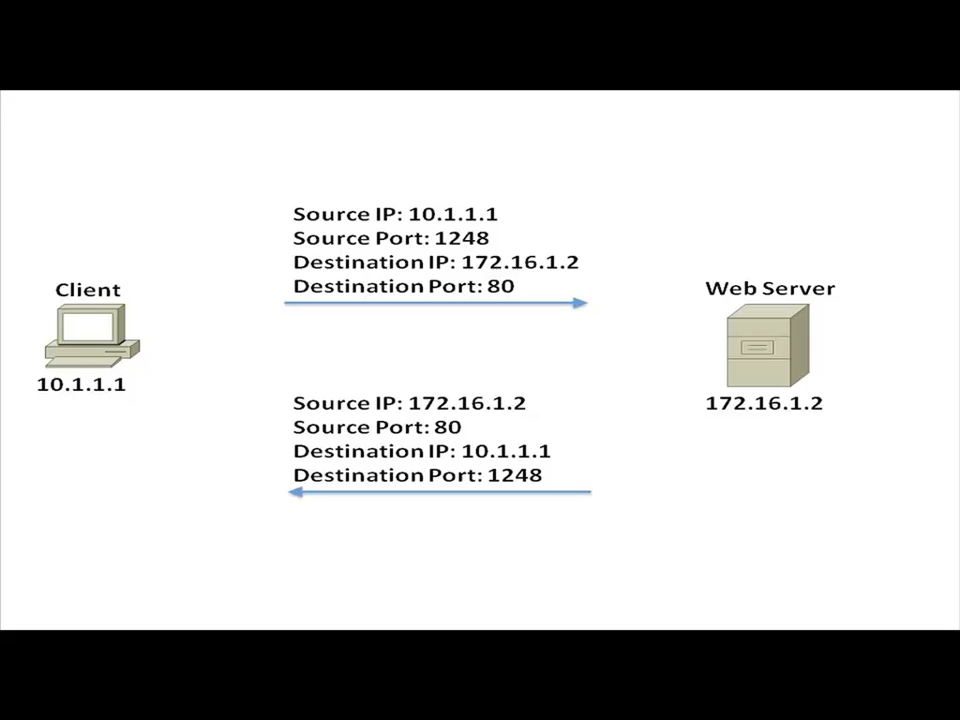 Source IP: 10.1.1.1
Source Port: 1248
Destination IP: 172.16.1.2
Destination Port: 80
Client
10.1.1.1
Web Server
172.16.1.2
Source IP: 172.16.1.2
Source Port: 80
Destination IP: 10.1.1.1
Destination Port: 1248